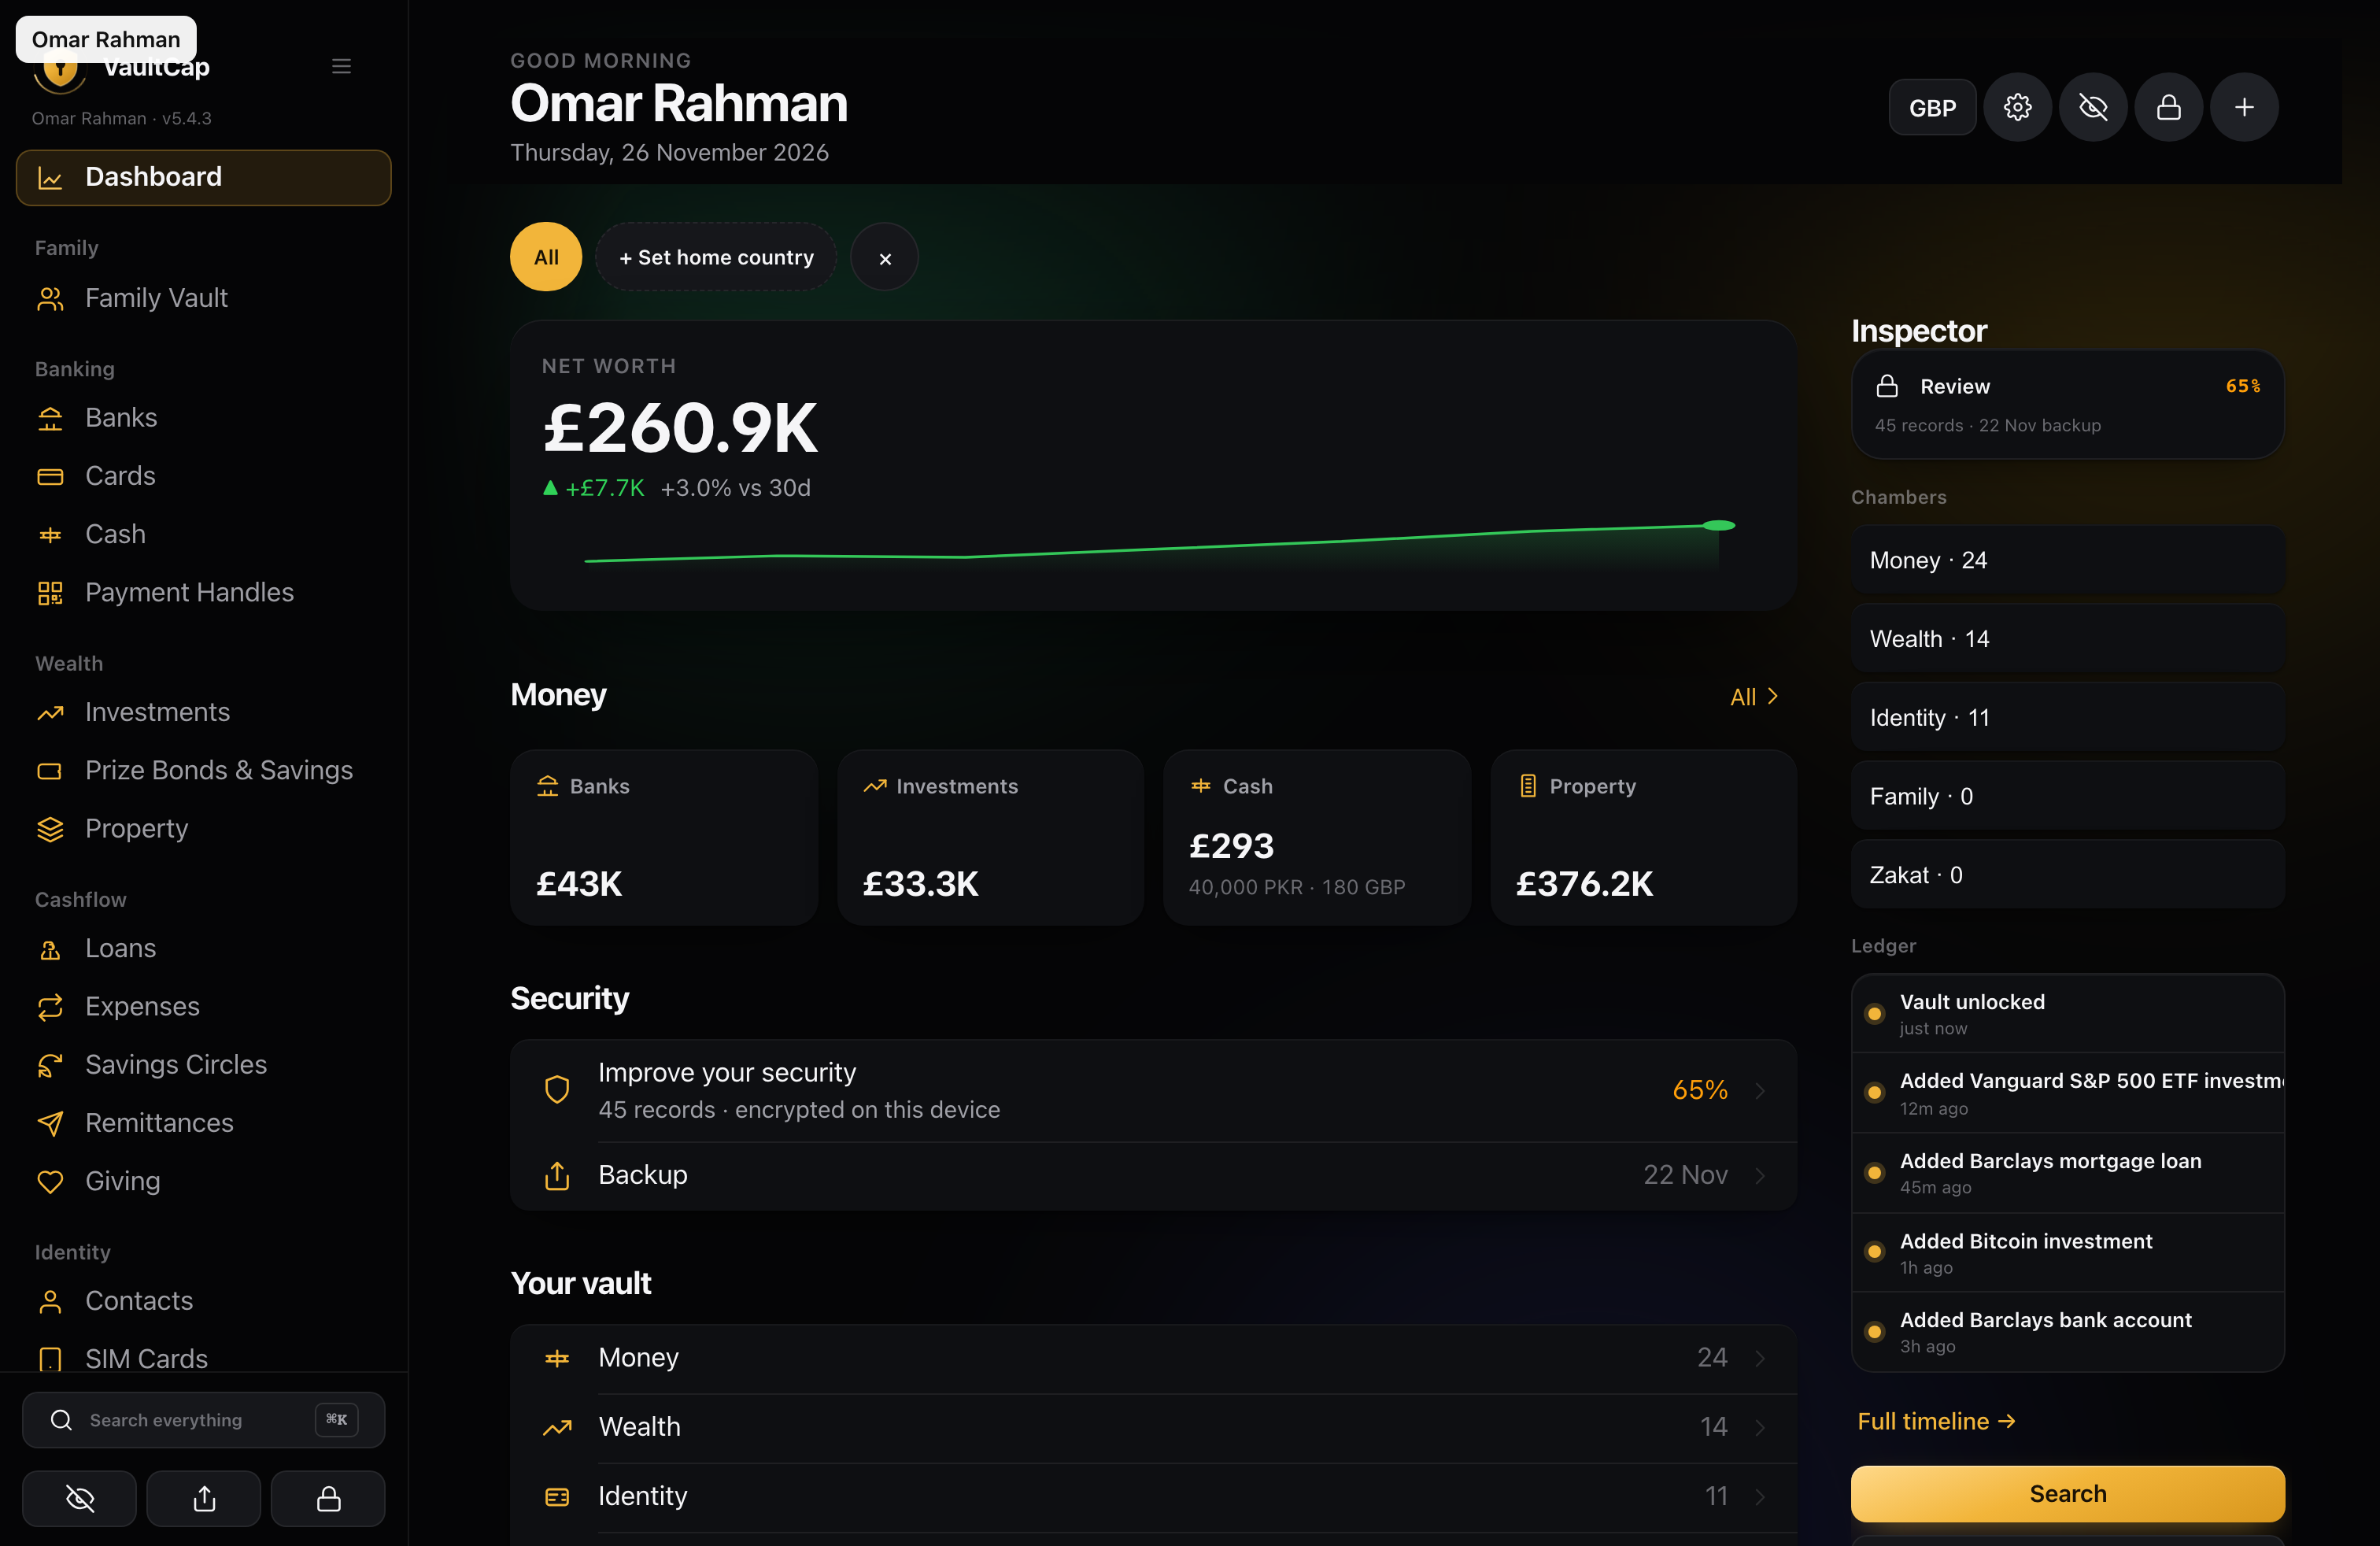 Omar Rahman
VaultCap
Omar Rahman · v5.4.3
Dashboard
Family
Family Vault
Banking
Banks
Cards
Cash
Payment Handles
Wealth
Investments
Prize Bonds & Savings
Property
Cashflow
Loans
Expenses
Savings Circles
Remittances
Giving
Identity
Contacts
SIM Cards
Search everything ⌘K
GOOD MORNING
Omar Rahman
Thursday, 26 November 2026
GBP
All + Set home country ×
NET WORTH
£260.9K
+£7.7K +3.0% vs 30d
Money All
Banks
£43K
Investments
£33.3K
Cash
£293
40,000 PKR · 180 GBP
Property
£376.2K
Security
Improve your security
45 records · encrypted on this device
65%
Backup 22 Nov
Your vault
Money 24
Wealth 14
Identity 11
Inspector
Review 65%
45 records · 22 Nov backup
Chambers
Money · 24
Wealth · 14
Identity · 11
Family · 0
Zakat · 0
Ledger
Vault unlocked
just now
Added Vanguard S&P 500 ETF investm
12m ago
Added Barclays mortgage loan
45m ago
Added Bitcoin investment
1h ago
Added Barclays bank account
3h ago
Full timeline →
Search